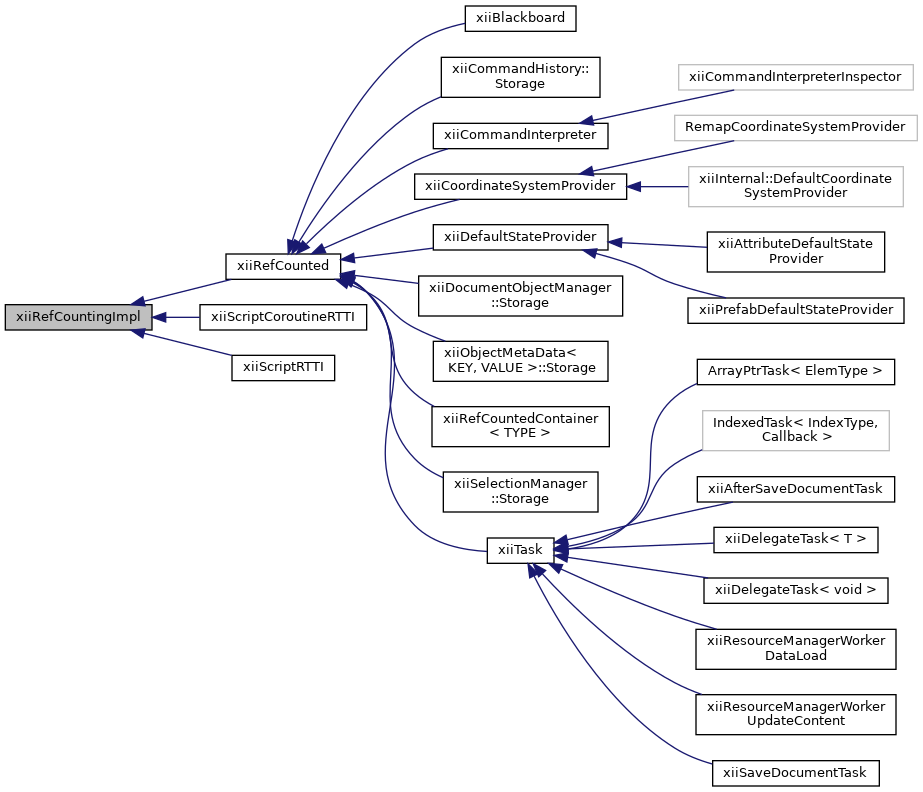 xiiBlackboard
xiiCommandHistory::
Storage
xiiCommandInterpreterInspector
xiiCommandInterpreter
RemapCoordinateSystemProvider
xiiCoordinateSystemProvider
xiiInternal::DefaultCoordinate
SystemProvider
xiiDefaultStateProvider
xiiAttributeDefaultState
Provider
xiiRefCounted
xiiDocumentObjectManager
::Storage
xiiPrefabDefaultStateProvider
xiiRefCountingImpl
xiiScriptCoroutineRTTI
xiiScriptRTTI
xiiObjectMetaData<
KEY, VALUE >::Storage
ArrayPtrTask< ElemType >
xiiRefCountedContainer
< TYPE >
IndexedTask< IndexType,
Callback >
xiiSelectionManager
::Storage
xiiAfterSaveDocumentTask
xiiTask
xiiDelegateTask< T >
xiiDelegateTask< void >
xiiResourceManagerWorker
DataLoad
xiiResourceManagerWorker
UpdateContent
xiiSaveDocumentTask